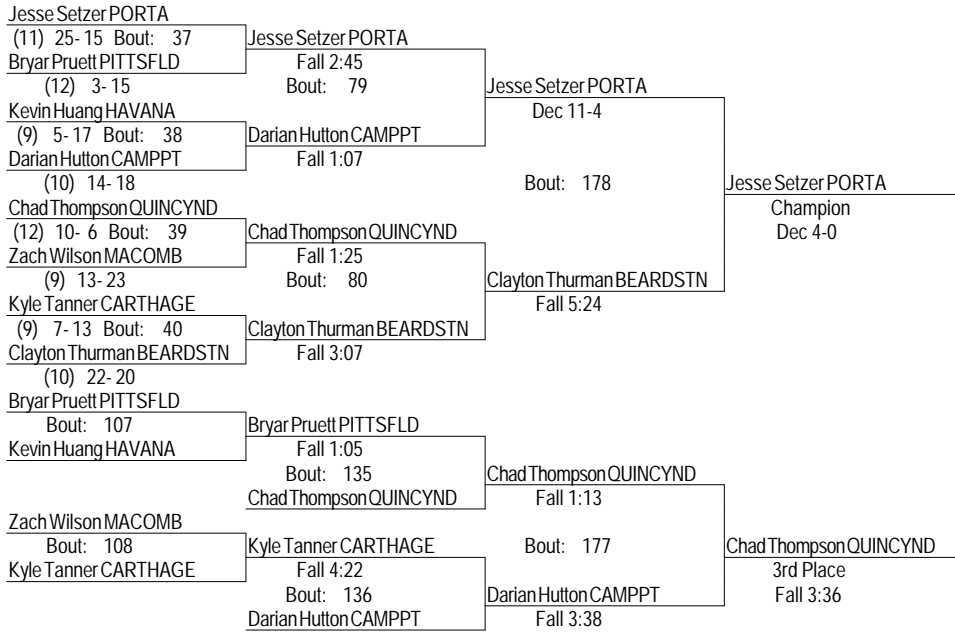 Jesse Setzer PORTA
(11) 25-15 Bout: 37
Jesse Setzer PORTA
Bryar Pruett PITTSFLD
Fall 2:45
(12) 3-15
Bout: 79
Jesse Setzer PORTA
Kevin Huang HAVANA
Dec 11-4
(9) 5-17 Bout: 38
Darian Hutton CAMPPT
Darian Hutton CAMPPT
Fall 1:07
(10) 14-18
Bout: 178
Jesse Setzer PORTA
Chad Thompson QUINCYND
Champion
(12) 10-6 Bout: 39
Chad Thompson QUINCYND
Dec 4-0
Zach Wilson MACOMB
Fall 1:25
(9) 13-23
Bout: 80
Clayton Thurman BEARDSTN
Kyle Tanner CARTHAGE
Fall 5:24
(9) 7-13 Bout: 40
Clayton Thurman BEARDSTN
Clayton Thurman BEARDSTN
Fall 3:07
(10) 22-20
Bryar Pruett PITTSFLD
Bout: 107
Bryar Pruett PITTSFLD
Kevin Huang HAVANA
Fall 1:05
Bout: 135
Chad Thompson QUINCYND
Chad Thompson QUINCYND
Fall 1:13
Zach Wilson MACOMB
Bout: 108
Kyle Tanner CARTHAGE
Bout: 177
Chad Thompson QUINCYND
Kyle Tanner CARTHAGE
Fall 4:22
3rd Place
Bout: 136
Darian Hutton CAMPPT
Fall 3:36
Darian Hutton CAMPPT
Fall 3:38